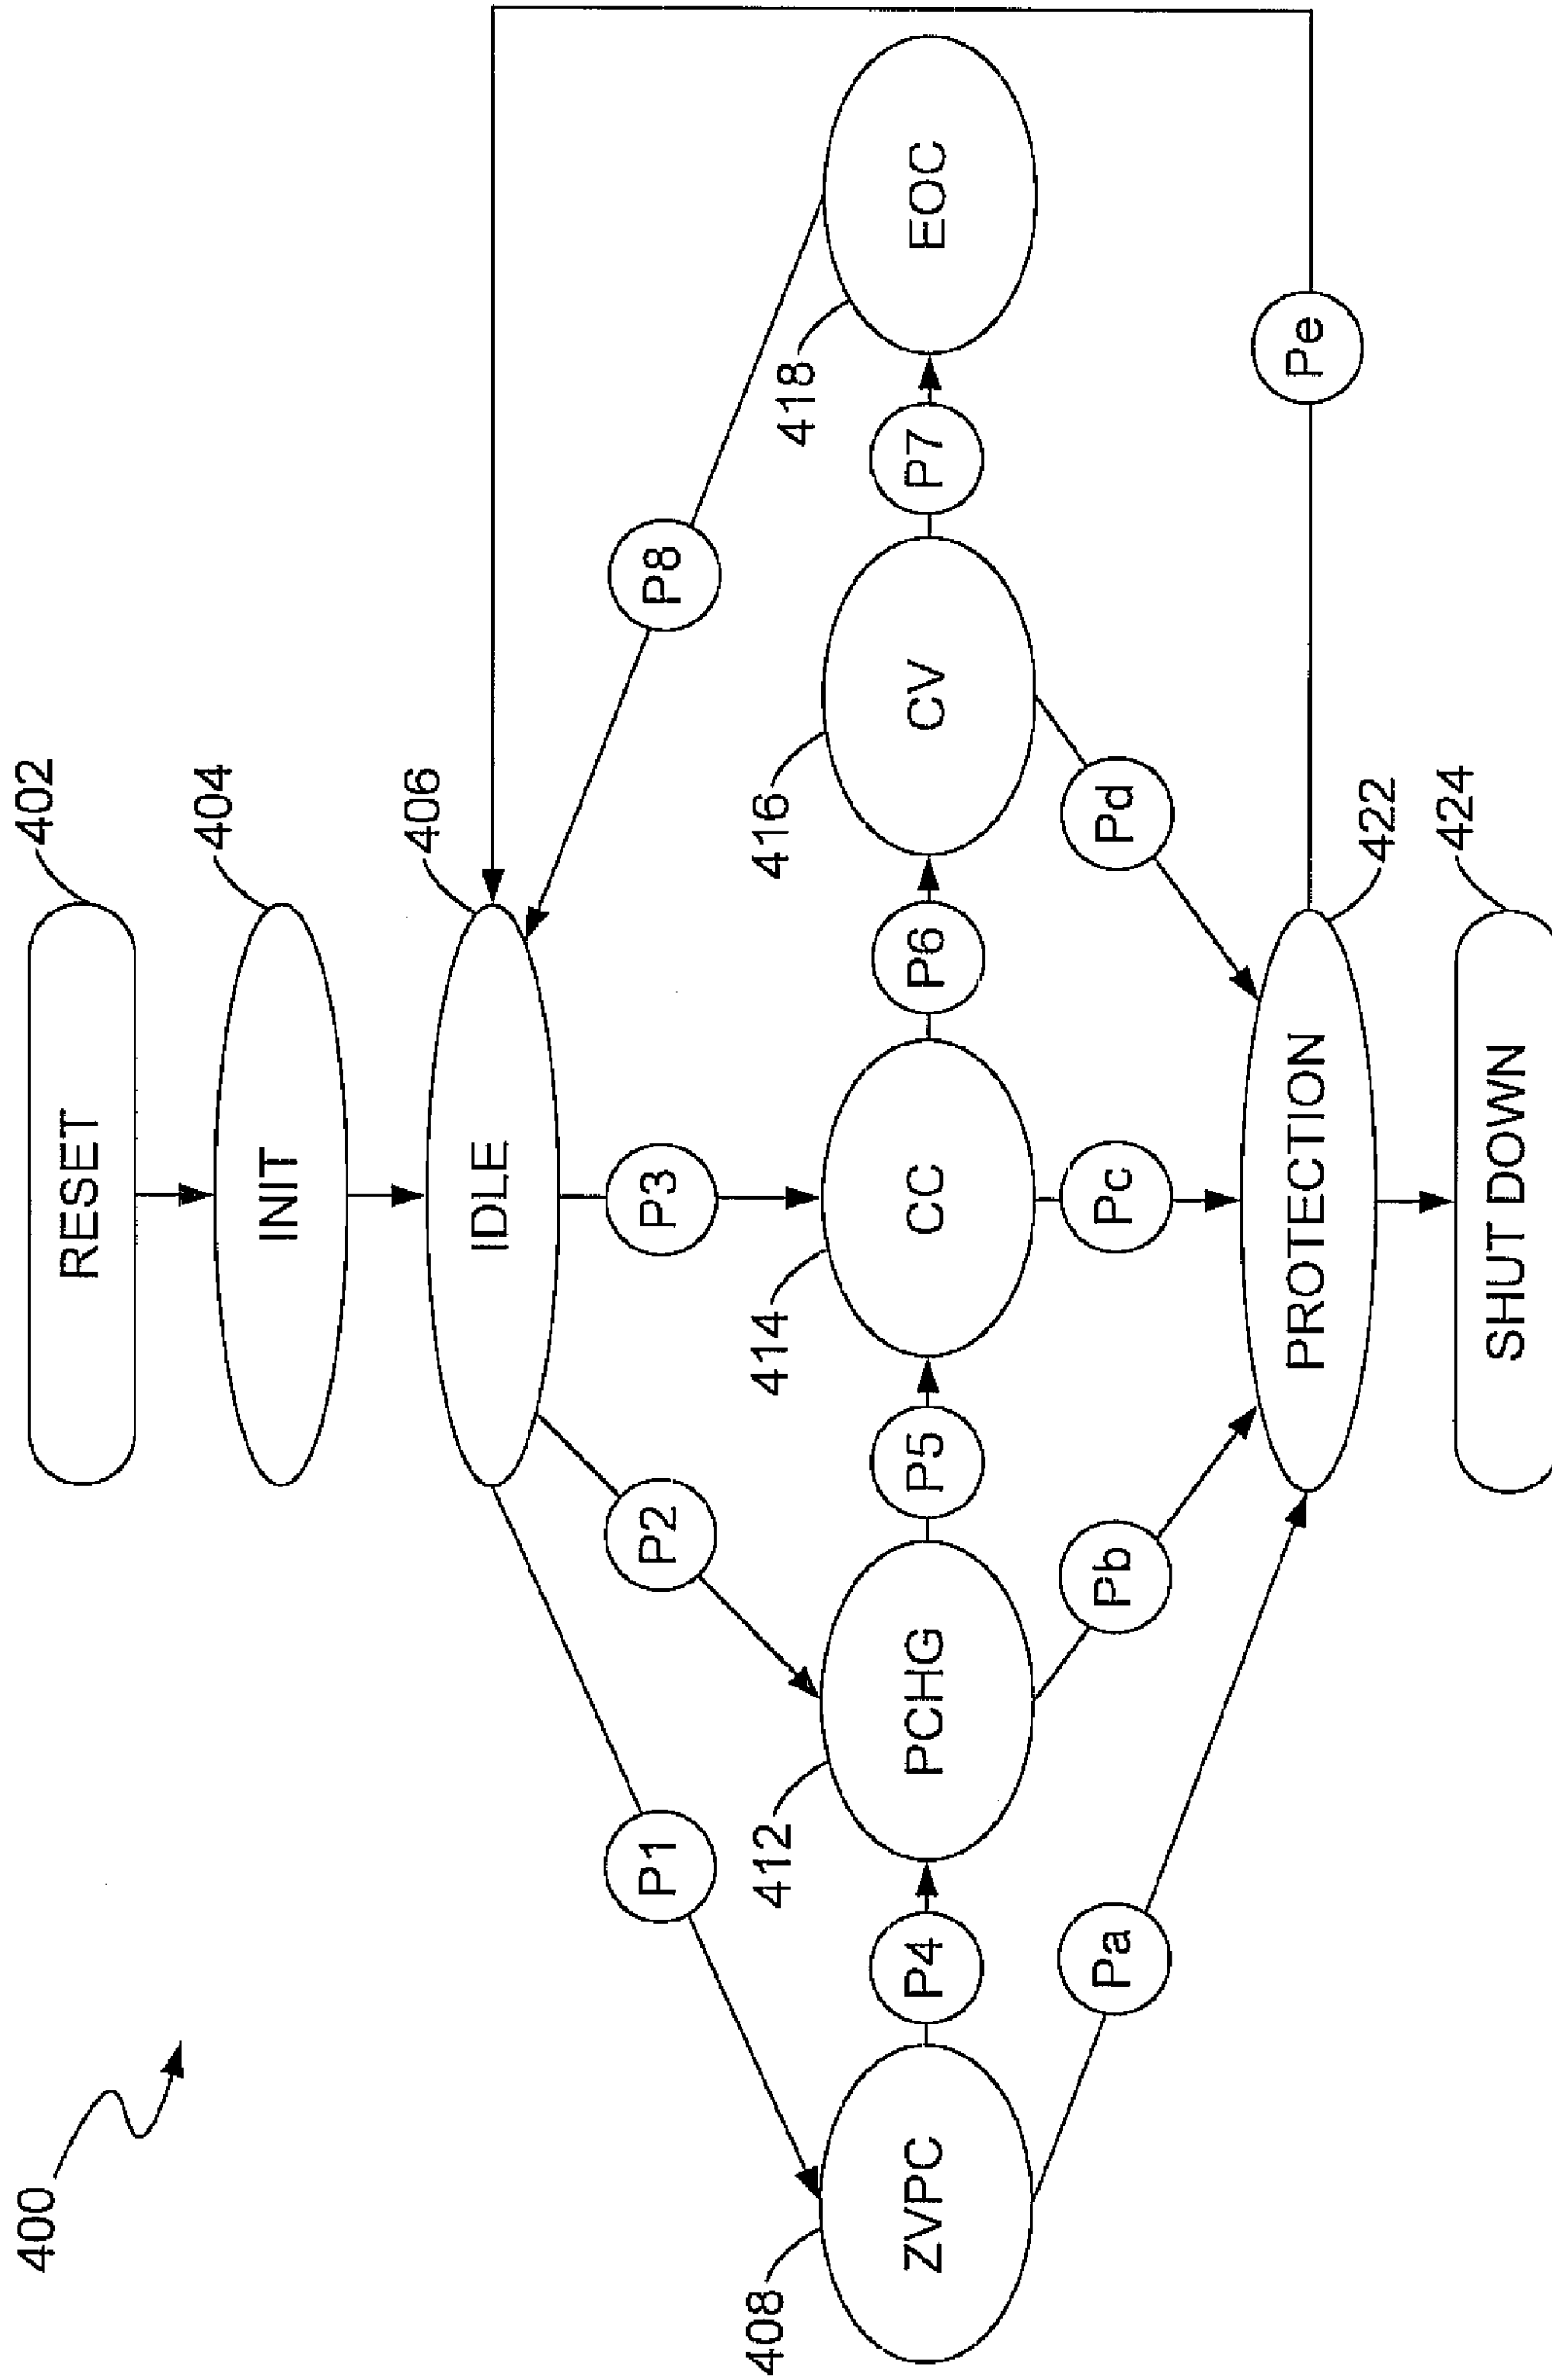 400
RESET
402
INIT
404
IDLE
406
P1
P2
P3
P8
408
412
414
416
418
ZVPC
P4
PCHG
P5
CC
P6
CV
P7
EOC
Pa
Pb
Pc
Pd
Pe
PROTECTION
422
SHUT DOWN
424